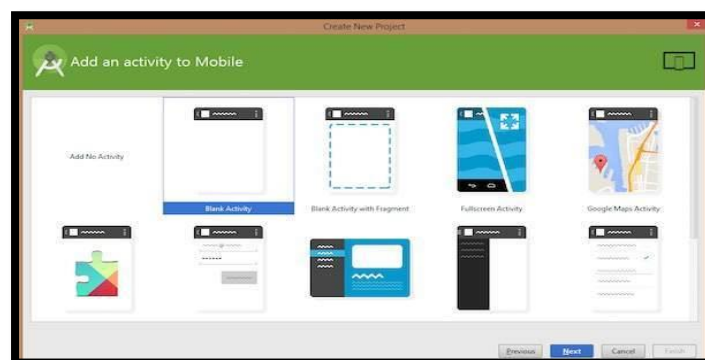 Create New Project
Add an activity to Mobile
Add No Activity
Blank Activity
Blank Activity with Fragment
Fullscreen Activity
Google Maps Activity
Previous
Next
Cancel
Finish